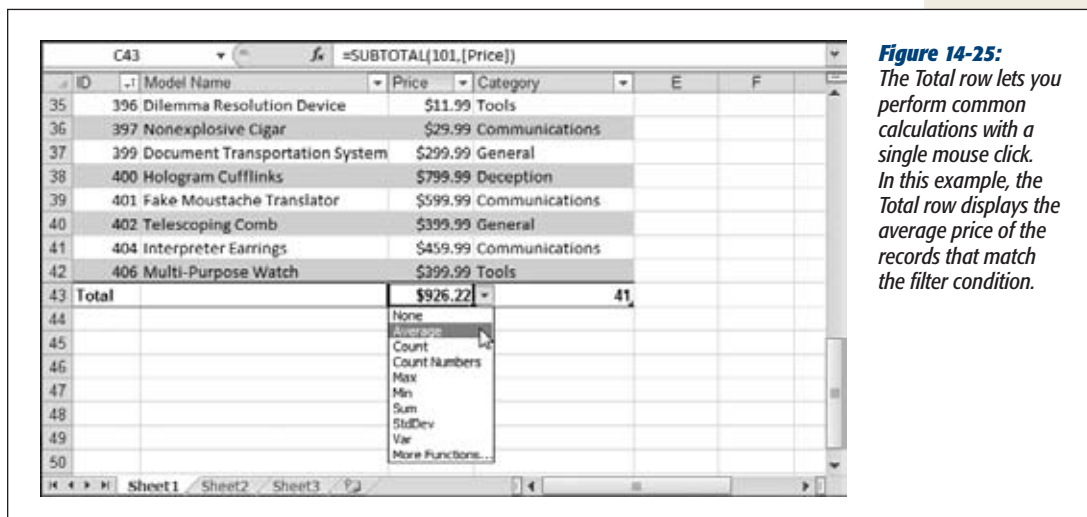 C43 fx =SUBTOTAL(101,[Price])
ID Model Name Price Category E F
35 396 Dilemma Resolution Device $11.99 Tools
36 397 Nonexplosive Cigar $29.99 Communications
37 399 Document Transportation System $299.99 General
38 400 Hologram Cufflinks $799.99 Deception
39 401 Fake Moustache Translator $599.99 Communications
40 402 Telescoping Comb $399.99 General
41 404 Interpreter Earrings $459.99 Communications
42 406 Multi-Purpose Watch $399.99 Tools
43 Total $926.22 41
44 None
45 Average
Count
46 Count Numbers
47 Max
Min
48 Sum
StdDev
49 Var
50 More Functions...
Sheet1 Sheet2 Sheet3
Figure 14-25:
The Total row lets you
perform common
calculations with a
single mouse click.
In this example, the
Total row displays the
average price of the
records that match
the filter condition.